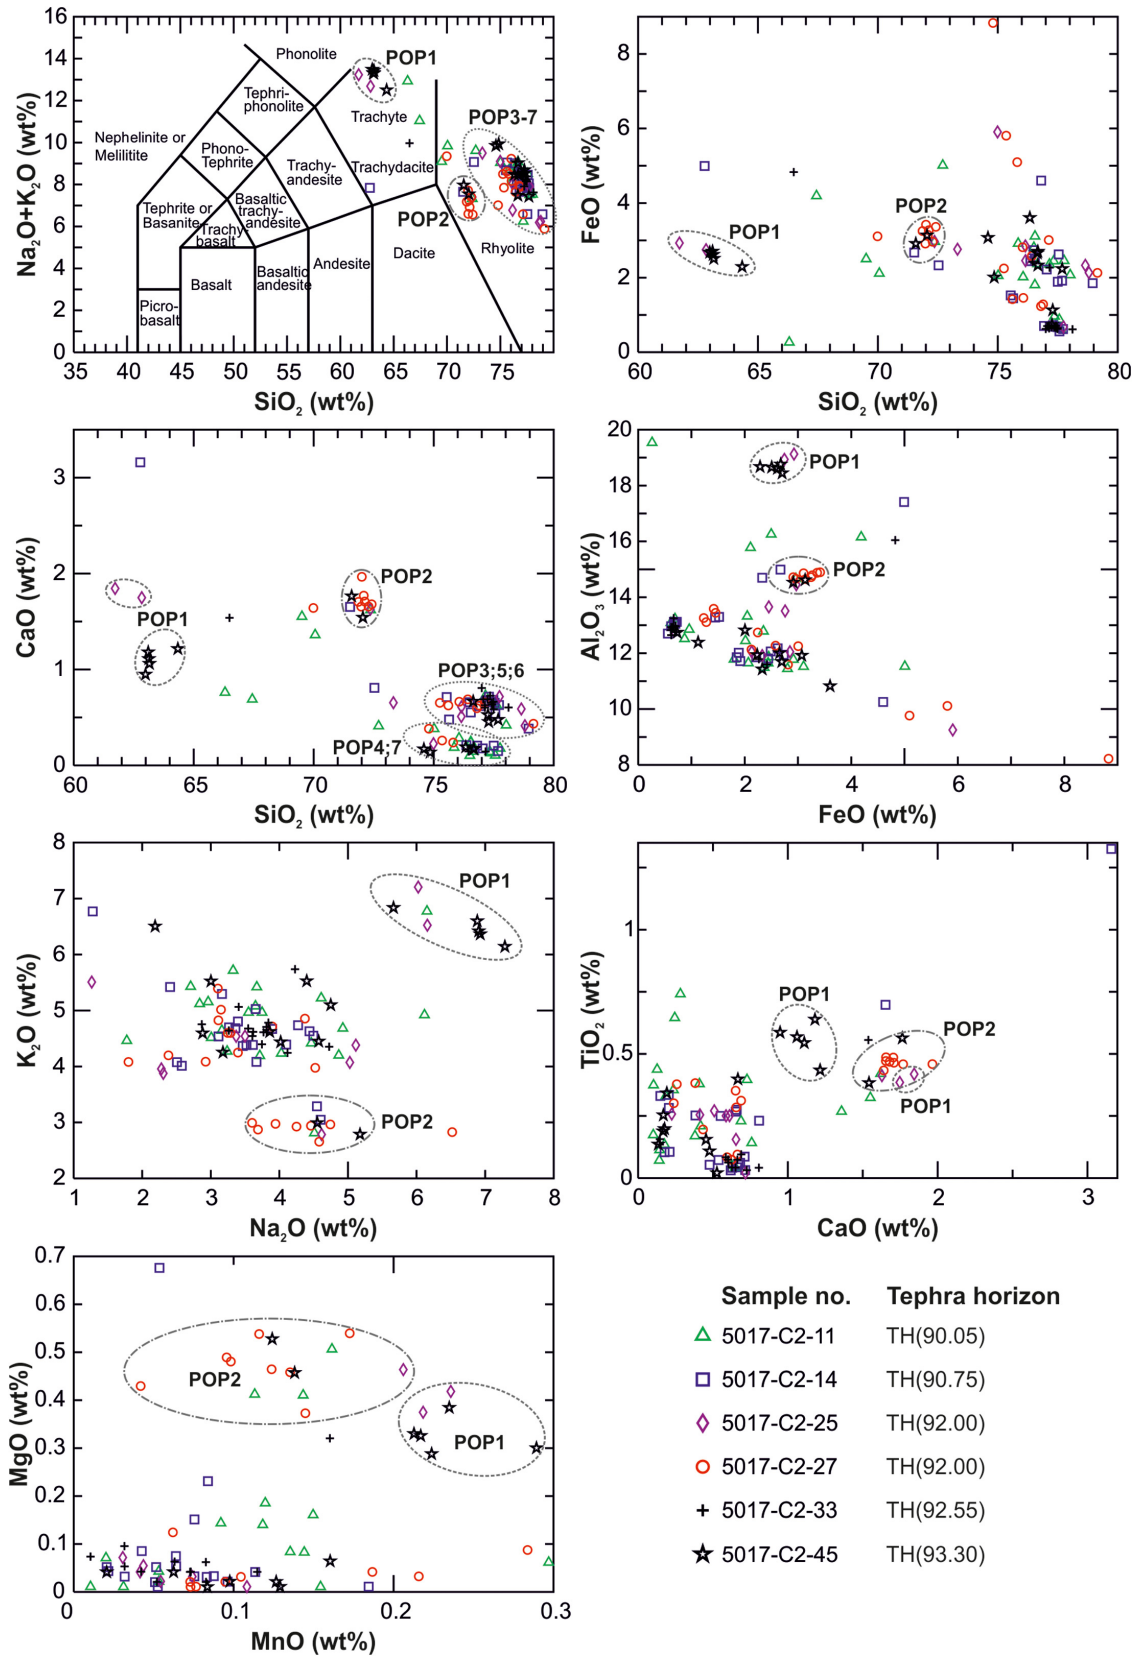 Na₂O+K₂O (wt%)
16
14
12
10
8
6
4
2
0
Phonolite
POP1
Tephri-
phonolite
Trachyte
POP3-7
Nephelinite or
Melilitite
Phono-
Tephrite
Trachy-
andesite
Trachydacite
Basaltic
trachy-
andesite
Tephrite or
Basanite
Trachy
basalt
POP2
Rhyolite
Dacite
Andesite
Basalt
Basaltic
andesite
Picro-
basalt
35 40 45 50 55 60 65 70 75
SiO₂ (wt%)
FeO (wt%)
8
6
4
2
0
POP1
POP2
60 65 70 75 80
SiO₂ (wt%)
CaO (wt%)
3
2
1
0
POP2
POP1
POP3;5;6
POP4;7
60 65 70 75 80
SiO₂ (wt%)
Al₂O₃ (wt%)
20
18
16
14
12
10
8
POP1
POP2
0 2 4 6 8
FeO (wt%)
K₂O (wt%)
8
7
6
5
4
3
2
POP1
POP2
1 2 3 4 5 6 7 8
Na₂O (wt%)
TiO₂ (wt%)
1
0.5
0
POP1
POP2
POP1
0 1 2 3
CaO (wt%)
MgO (wt%)
0.7
0.6
0.5
0.4
0.3
0.2
0.1
0
POP2
POP1
0 0.1 0.2 0.3
MnO (wt%)
Sample no. Tephra horizon
5017-C2-11 TH(90.05)
5017-C2-14 TH(90.75)
5017-C2-25 TH(92.00)
5017-C2-27 TH(92.00)
5017-C2-33 TH(92.55)
5017-C2-45 TH(93.30)